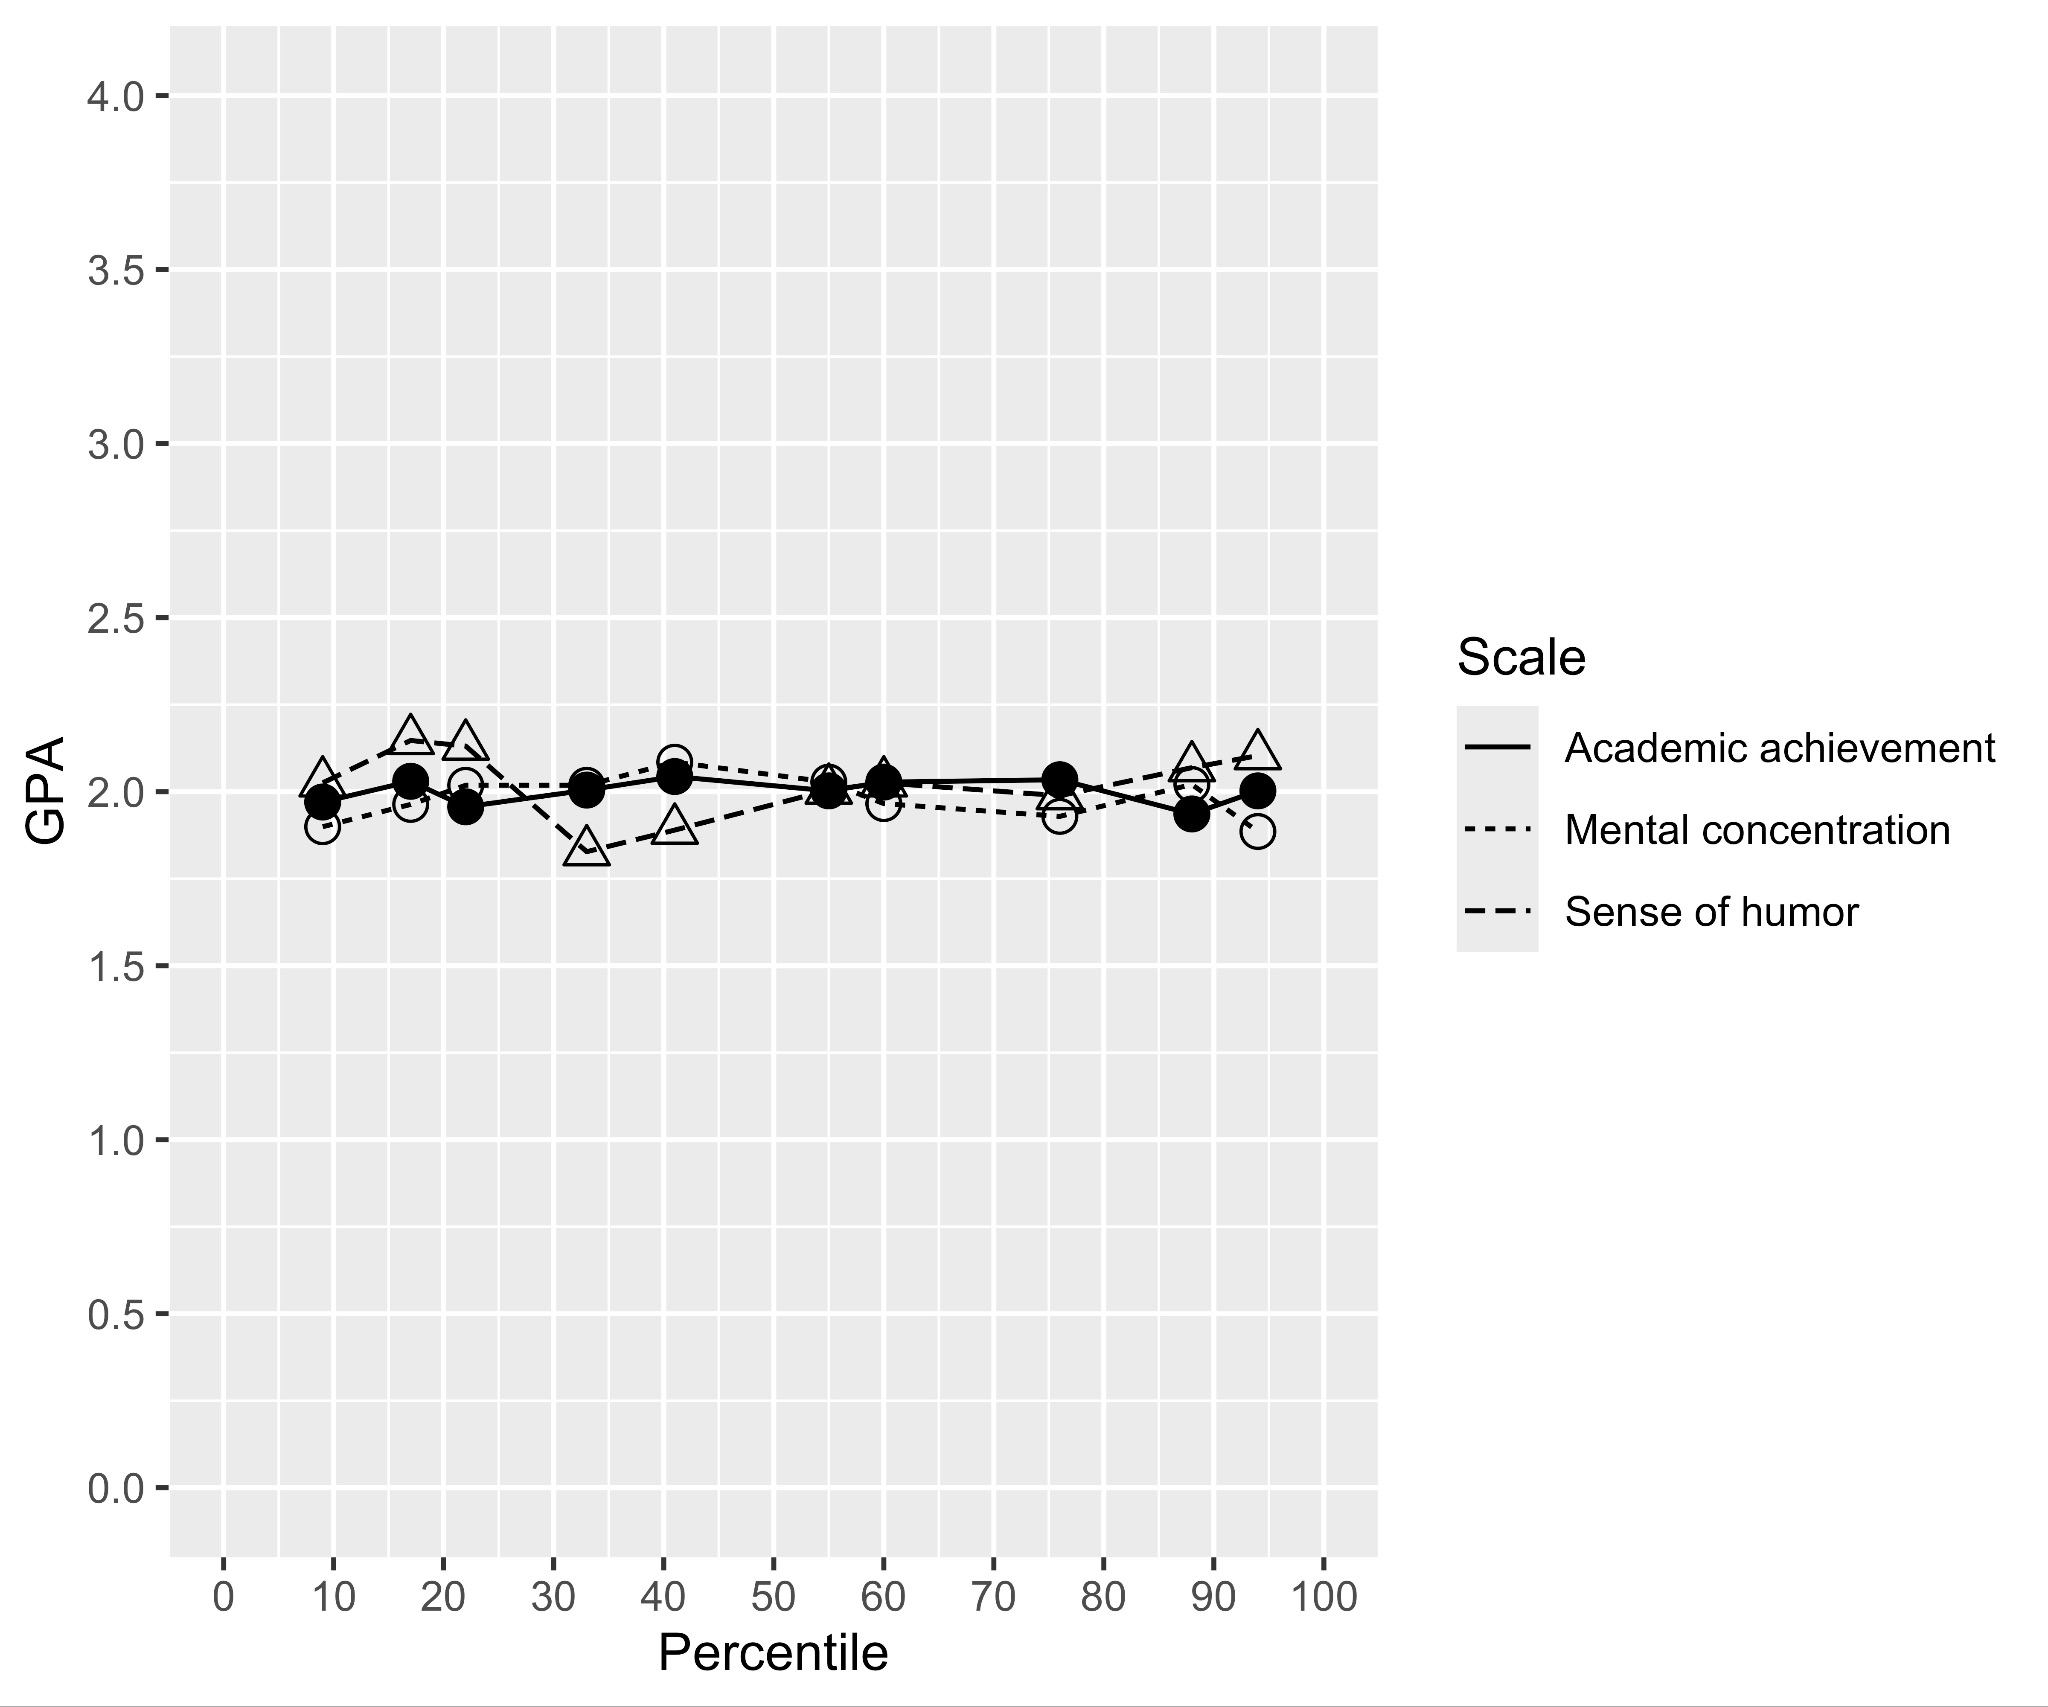 4.0
3.5
3.0
2.5
2.0
1.5
1.0
0.5
0.0
GPA
0 10 20 30 40 50 60 70 80 90 100
Percentile
Scale
Academic achievement
Mental concentration
Sense of humor